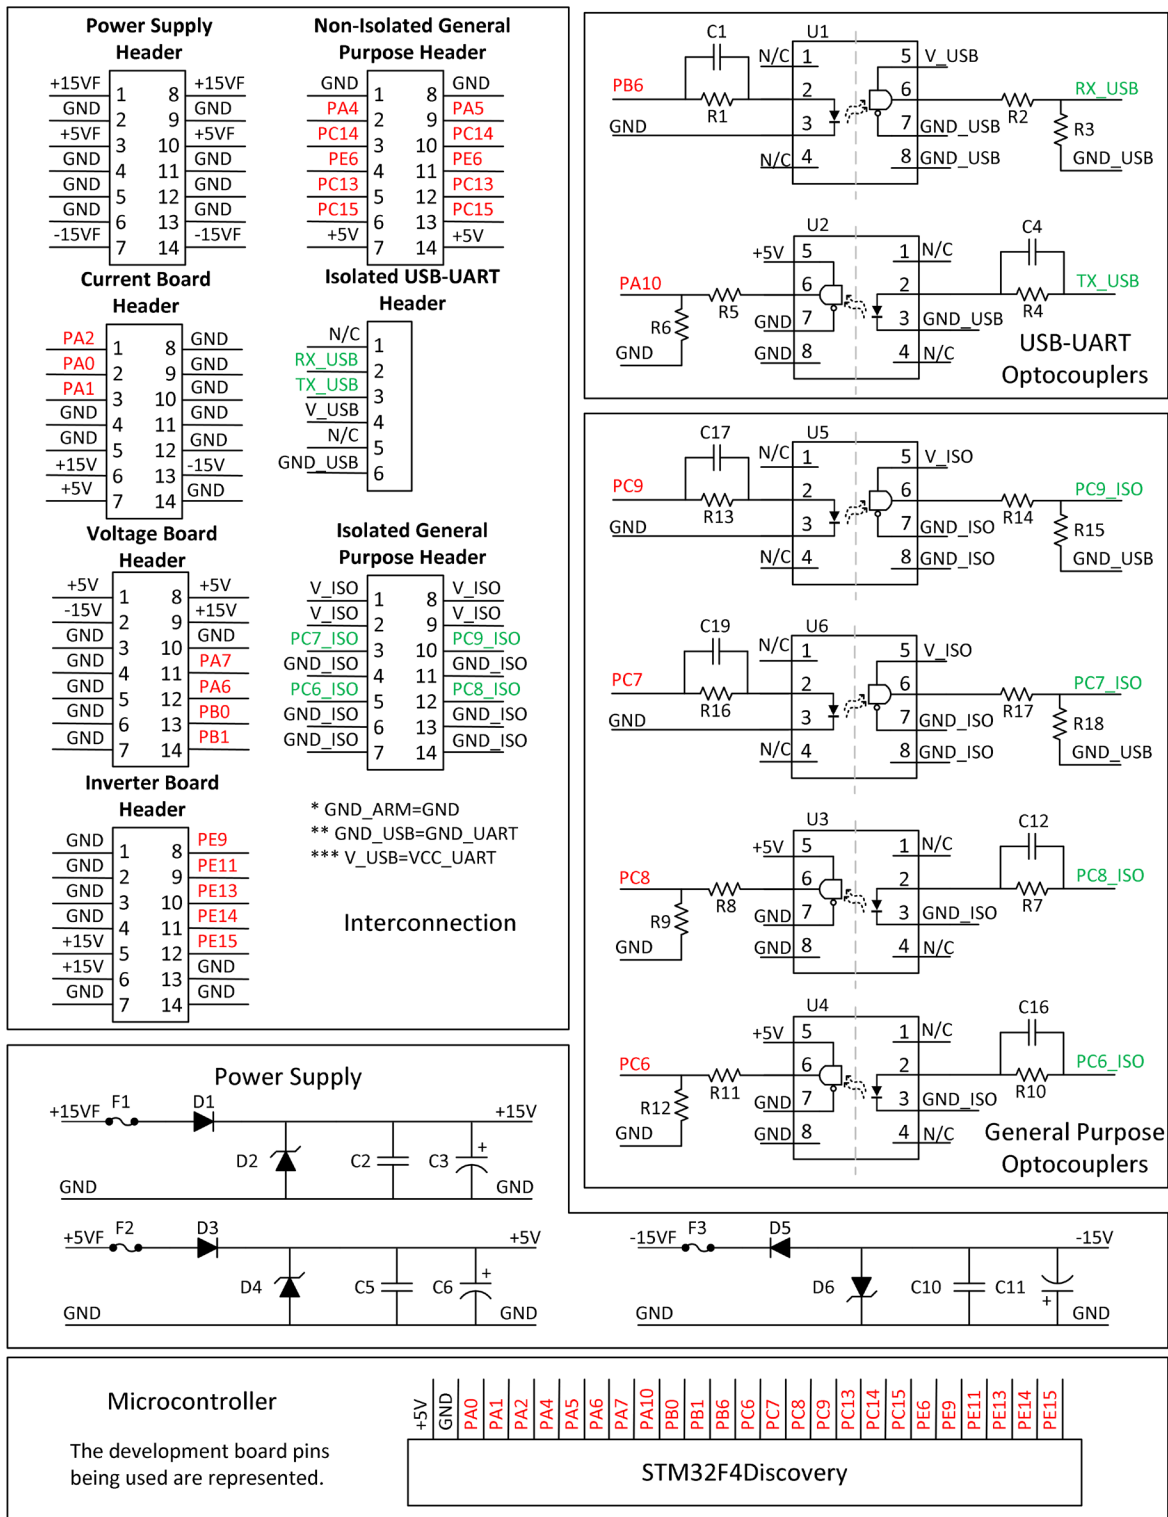 Power Supply
Header
+15VF 1 8 +15VF
GND 2 9 GND
+5VF 3 10 +5VF
GND 4 11 GND
GND 5 12 GND
GND 6 13 GND
-15VF 7 14 -15VF
Non-Isolated General
Purpose Header
GND 1 8 GND
PA4 2 9 PA5
PC14 3 10 PC14
PE6 4 11 PE6
PC13 5 12 PC13
PC15 6 13 PC15
+5V 7 14 +5V
Current Board
Header
PA2 1 8 GND
PA0 2 9 GND
PA1 3 10 GND
GND 4 11 GND
GND 5 12 GND
+15V 6 13 -15V
+5V 7 14 GND
Isolated USB-UART
Header
N/C 1
RX_USB 2
TX_USB 3
V_USB 4
N/C 5
GND_USB 6
Voltage Board
Header
+5V 1 8 +5V
-15V 2 9 +15V
GND 3 10 GND
GND 4 11 PA7
GND 5 12 PA6
GND 6 13 PB0
GND 7 14 PB1
Isolated General
Purpose Header
V_ISO 1 8 V_ISO
V_ISO 2 9 V_ISO
PC7_ISO 3 10 PC9_ISO
GND_ISO 4 11 GND_ISO
PC6_ISO 5 12 PC8_ISO
GND_ISO 6 13 GND_ISO
GND_ISO 7 14 GND_ISO
Inverter Board
Header
GND 1 8 PE9
GND 2 9 PE11
GND 3 10 PE13
GND 4 11 PE14
+15V 5 12 PE15
+15V 6 13 GND
GND 7 14 GND
* GND_ARM=GND
** GND_USB=GND_UART
*** V_USB=VCC_UART
Interconnection
C1 U1
N/C 1 5 V_USB
PB6 R1 2 6 R2 RX_USB
GND 3 7 GND_USB R3
N/C 4 8 GND_USB GND_USB
U2 C4
+5V 5 1 N/C
PA10 R5 6 2 R4 TX_USB
R6 GND 7 3 GND_USB
GND GND 8 4 N/C
USB-UART
Optocouplers
C17 U5
N/C 1 5 V_ISO
PC9 R13 2 6 R14 PC9_ISO
GND 3 7 GND_ISO R15
N/C 4 8 GND_ISO GND_USB
C19 U6
N/C 1 5 V_ISO
PC7 R16 2 6 R17 PC7_ISO
GND 3 7 GND_ISO R18
N/C 4 8 GND_ISO GND_USB
U3 C12
+5V 5 1 N/C
PC8 R8 6 2 R7 PC8_ISO
R9 GND 7 3 GND_ISO
GND GND 8 4 N/C
U4 C16
+5V 5 1 N/C
PC6 R11 6 2 R10 PC6_ISO
R12 GND 7 3 GND_ISO
GND GND 8 4 N/C
General Purpose
Optocouplers
Power Supply
+15VF F1 D1 +15V
D2 C2 C3 +
GND GND
+5VF F2 D3 +5V
D4 C5 C6 +
GND GND
-15VF F3 D5 -15V
D6 C10 C11 +
GND GND
Microcontroller
The development board pins
being used are represented.
+5V GND PA0 PA1 PA2 PA4 PA5 PA6 PA7 PA10 PB0 PB1 PB6 PC6 PC7 PC8 PC9 PC13 PC14 PC15 PE6 PE9 PE11 PE13 PE14 PE15
STM32F4Discovery